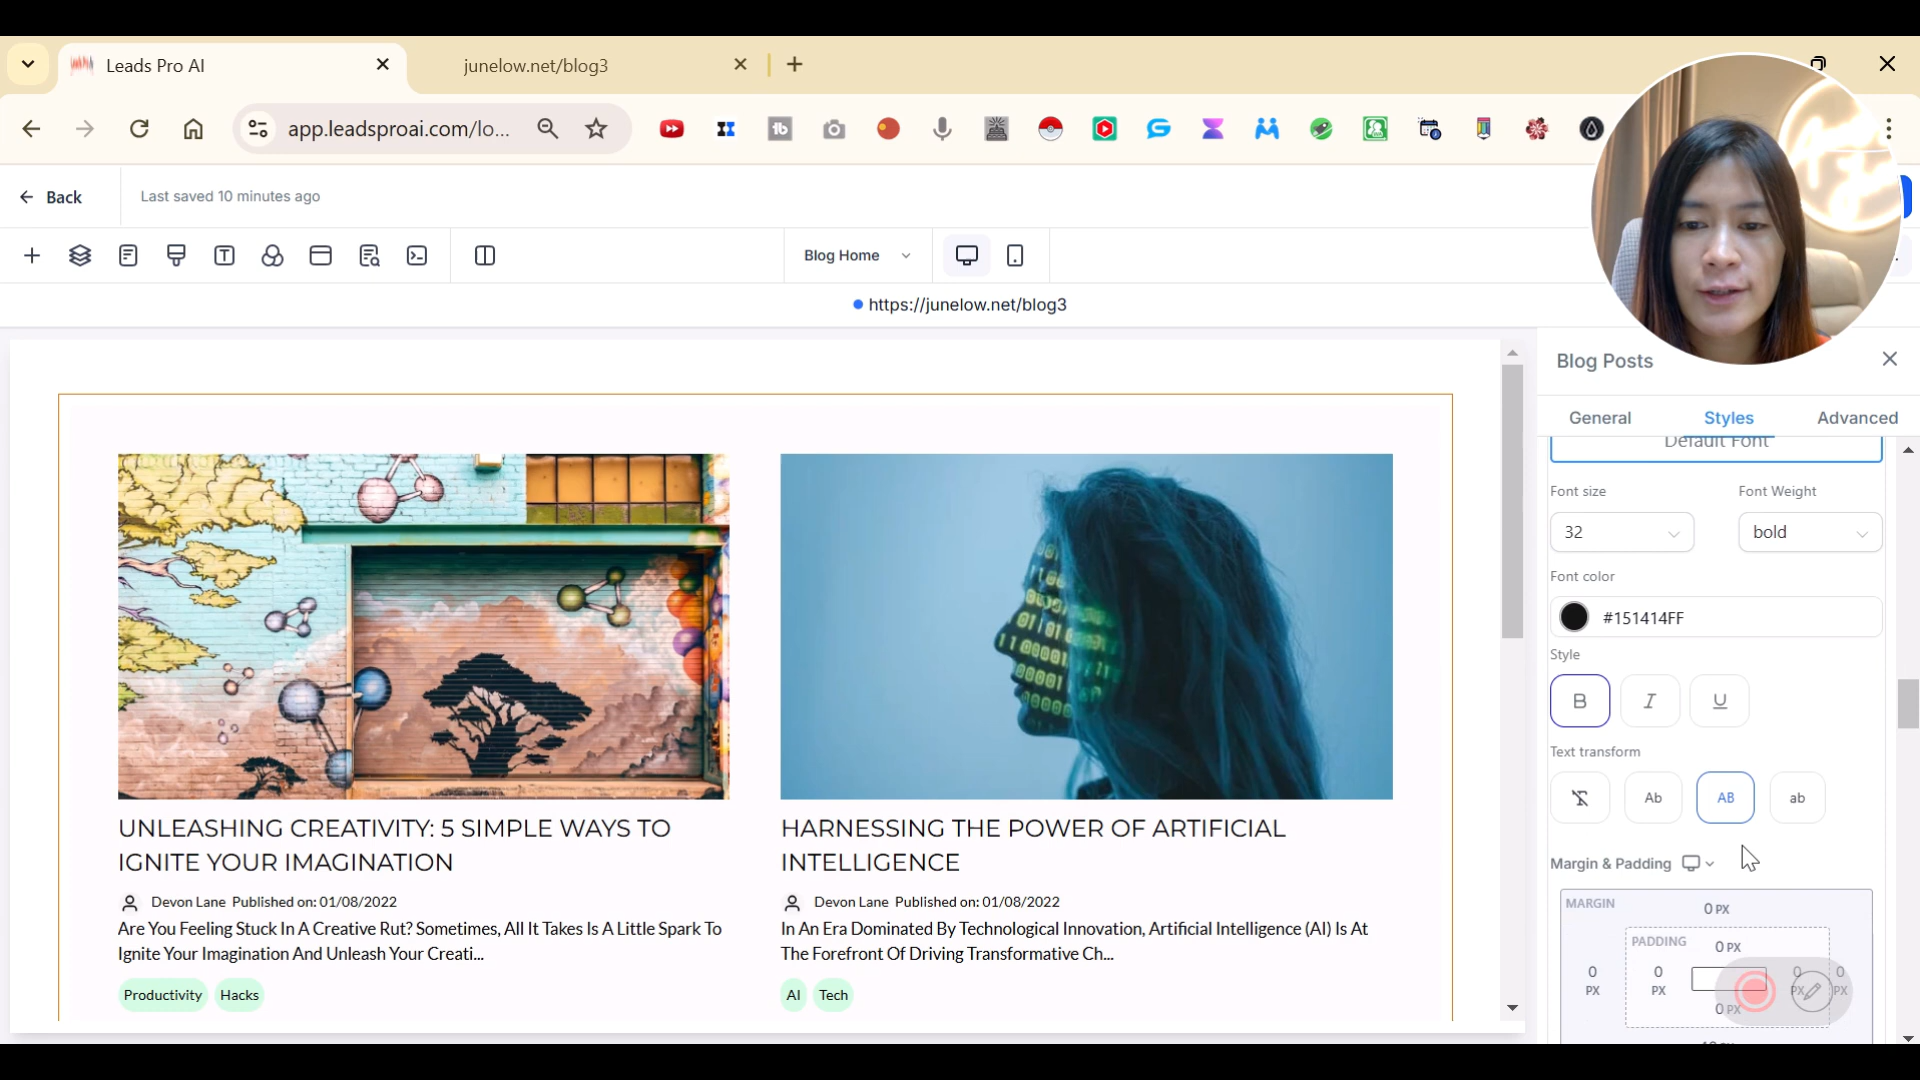 Leads Pro AI
junelow.net/blog3
app.leadsproai.com/lo...
Back
Last saved 10 minutes ago
Blog Home
https://junelow.net/blog3
Blog Posts
General
Styles
Advanced
Default Font
Font size
Font Weight
32
bold
Font color
#151414FF
Style
B
I
U
Text transform
Ab
AB
ab
Margin & Padding
MARGIN
0 PX
PADDING
0 PX
0
PX
0
PX
0
PX
0
PX
0 PX
UNLEASHING CREATIVITY: 5 SIMPLE WAYS TO
IGNITE YOUR IMAGINATION
Devon Lane Published on: 01/08/2022
Are You Feeling Stuck In A Creative Rut? Sometimes, All It Takes Is A Little Spark To
Ignite Your Imagination And Unleash Your Creati...
Productivity
Hacks
HARNESSING THE POWER OF ARTIFICIAL
INTELLIGENCE
Devon Lane Published on: 01/08/2022
In An Era Dominated By Technological Innovation, Artificial Intelligence (AI) Is At
The Forefront Of Driving Transformative Ch...
AI
Tech